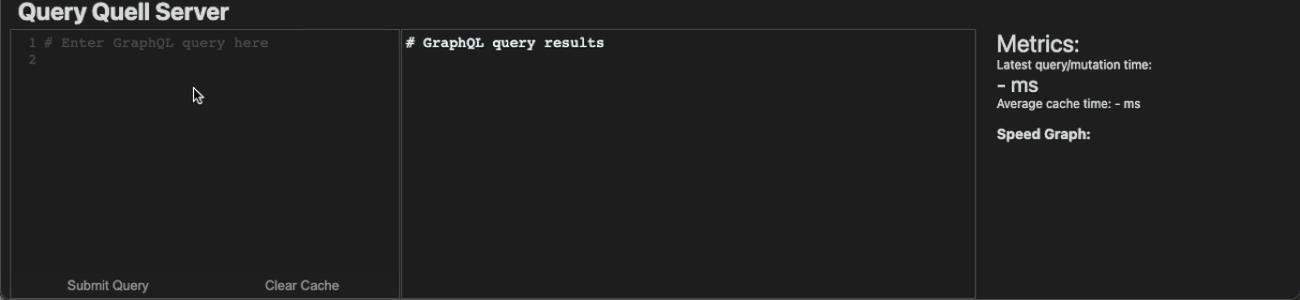 Query Quell Server
1 # Enter GraphQL query here
2
# GraphQL query results
Submit Query
Clear Cache
Metrics:
Latest query/mutation time:
- ms
Average cache time: - ms
Speed Graph: